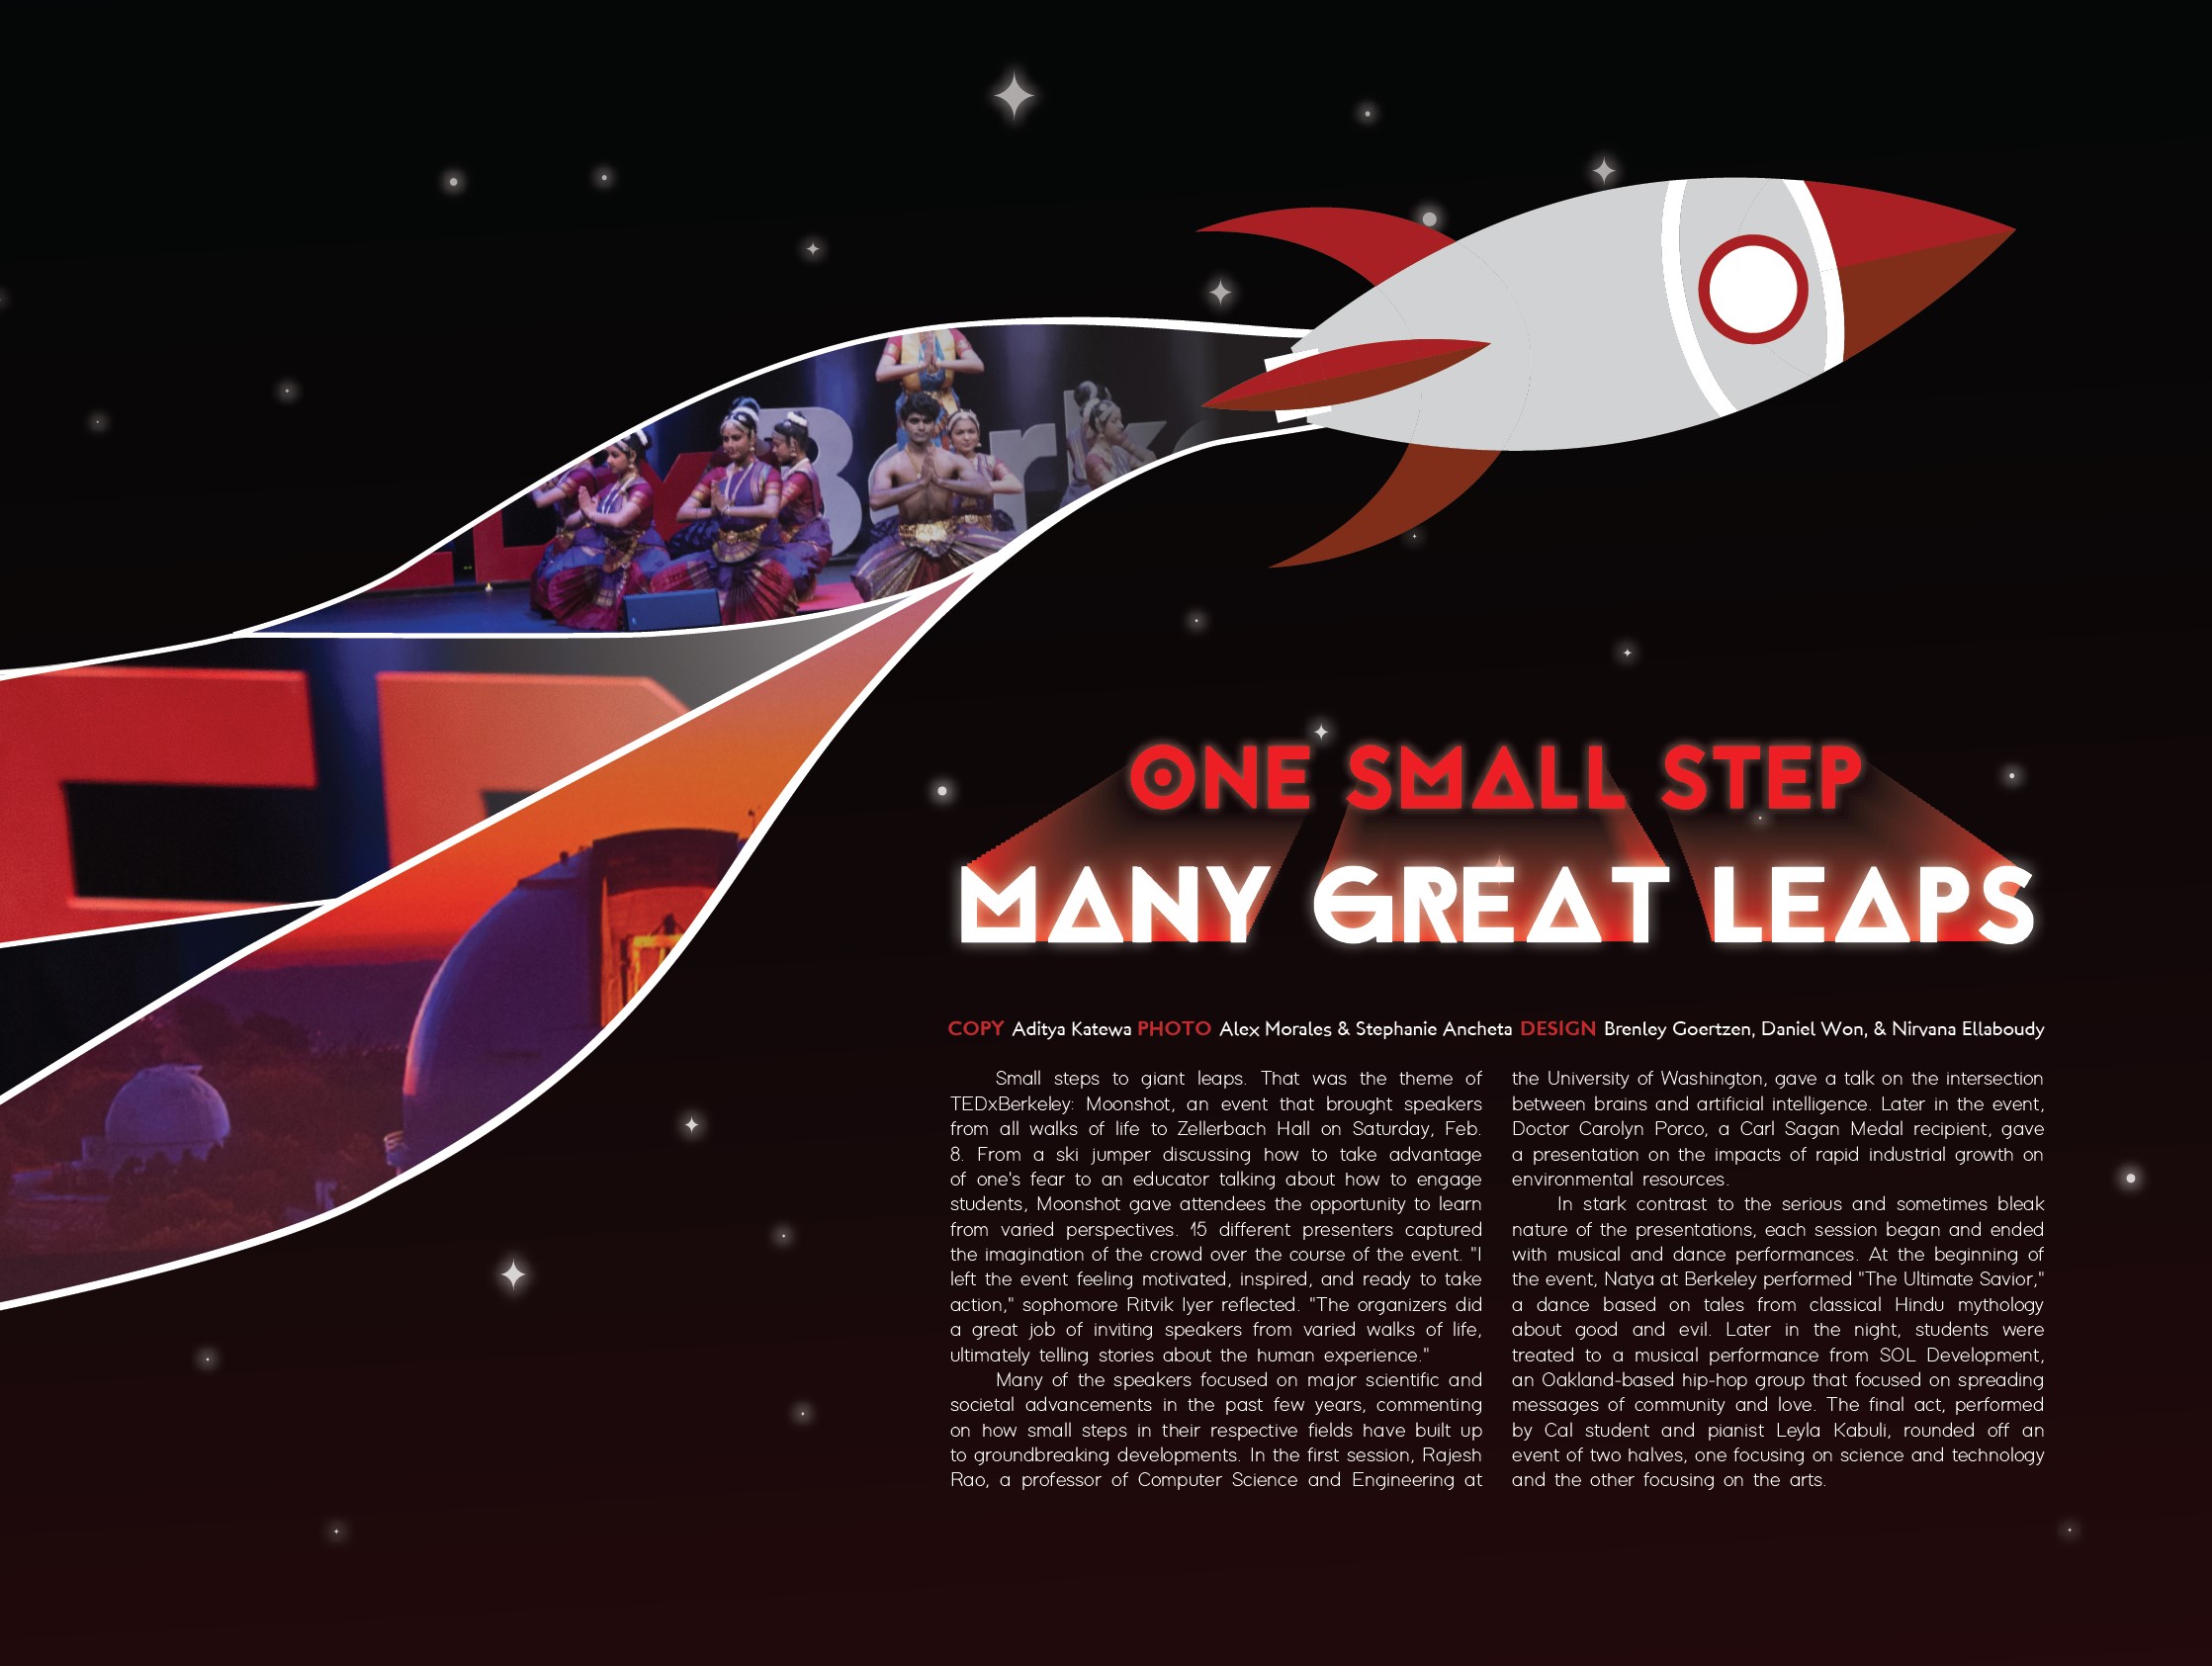 Berke
ED
ONE SMALL STEP
MANY GREAT LEAPS
COPY Aditya Katewa PHOTO Alex Morales & Stephanie Ancheta DESIGN Brenley Goertzen, Daniel Won, & Nirvana Ellaboudy
Small steps to giant leaps. That was the theme of
TEDxBerkeley: Moonshot, an event that brought speakers
from all walks of life to Zellerbach Hall on Saturday, Feb.
8. From a ski jumper discussing how to take advantage
of one's fear to an educator talking about how to engage
students, Moonshot gave attendees the opportunity to learn
from varied perspectives. 15 different presenters captured
the imagination of the crowd over the course of the event. "I
left the event feeling motivated, inspired, and ready to take
action," sophomore Ritvik Iyer reflected. "The organizers did
a great job of inviting speakers from varied walks of life,
ultimately telling stories about the human experience."
Many of the speakers focused on major scientific and
societal advancements in the past few years, commenting
on how small steps in their respective fields have built up
to groundbreaking developments. In the first session, Rajesh
Rao, a professor of Computer Science and Engineering at
the University of Washington, gave a talk on the intersection
between brains and artificial intelligence. Later in the event,
Doctor Carolyn Porco, a Carl Sagan Medal recipient, gave
a presentation on the impacts of rapid industrial growth on
environmental resources.
In stark contrast to the serious and sometimes bleak
nature of the presentations, each session began and ended
with musical and dance performances. At the beginning of
the event, Natya at Berkeley performed "The Ultimate Savior,"
a dance based on tales from classical Hindu mythology
about good and evil. Later in the night, students were
treated to a musical performance from SOL Development,
an Oakland-based hip-hop group that focused on spreading
messages of community and love. The final act, performed
by Cal student and pianist Leyla Kabuli, rounded off an
event of two halves, one focusing on science and technology
and the other focusing on the arts.